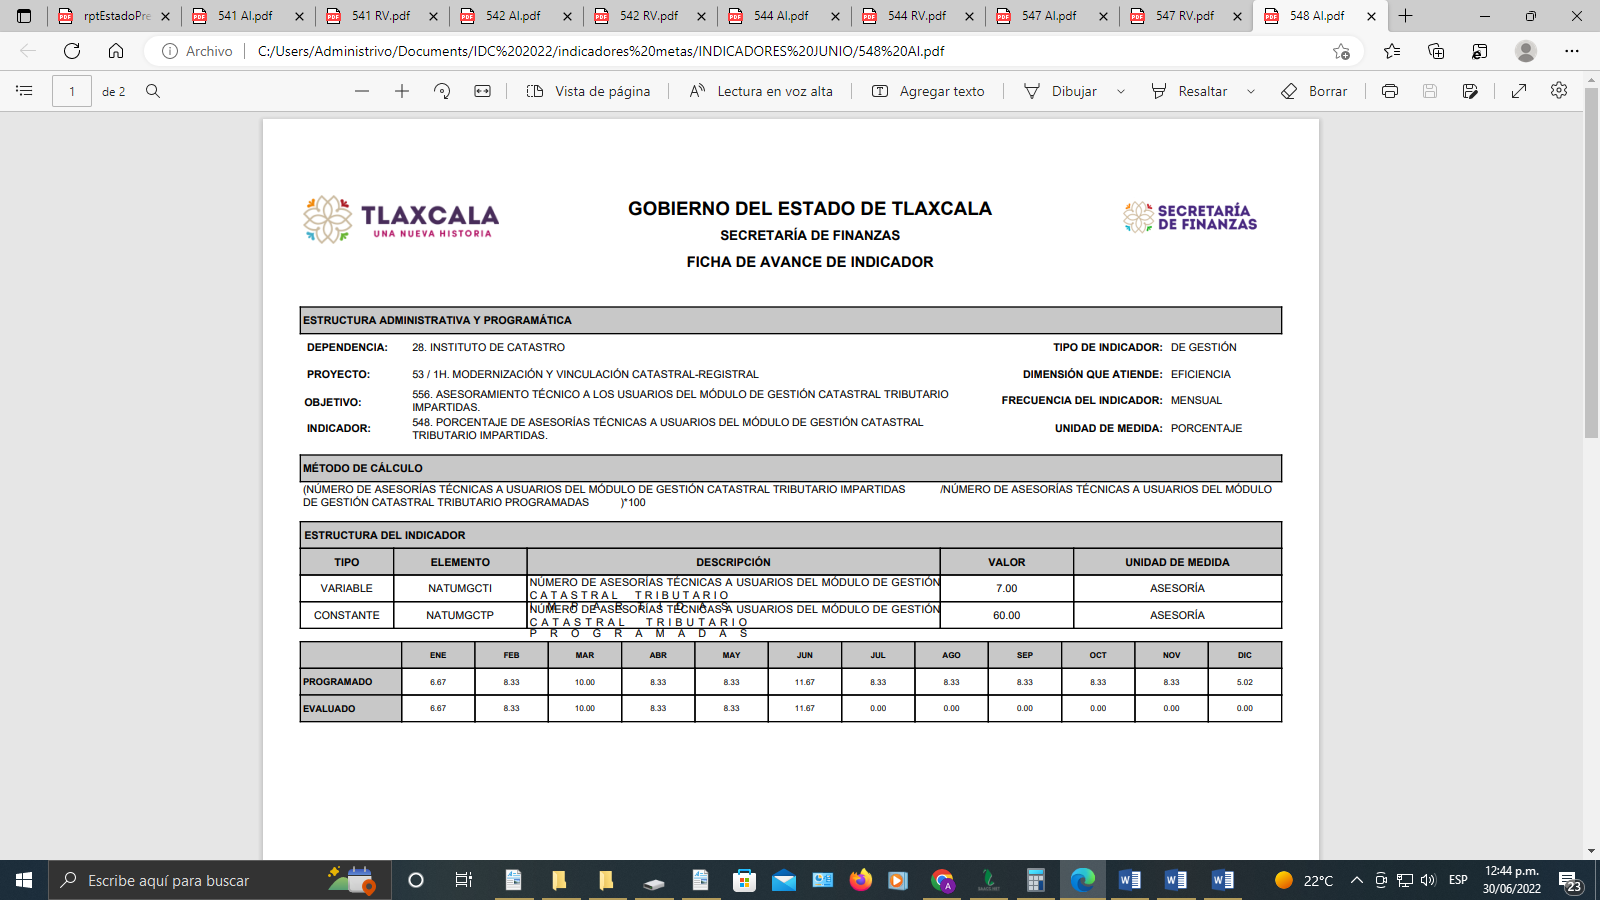 rptEstadoPre
541 AI.pdf
541 RV.pdf
542 AI.pdf
542 RV.pdf
544 AI.pdf
544 RV.pdf
547 AI.pdf
547 RV.pdf
548 AI.pdf
Archivo
C:/Users/Administrivo/Documents/IDC%202022/indicadores%20metas/INDICADORES%20JUNIO/548%20AI.pdf
1 de 2
Vista de página
Lectura en voz alta
Agregar texto
Dibujar
Resaltar
Borrar
TLAXCALA
UNA NUEVA HISTORIA
GOBIERNO DEL ESTADO DE TLAXCALA
SECRETARÍA DE FINANZAS
FICHA DE AVANCE DE INDICADOR
SECRETARÍA
DE FINANZAS
ESTRUCTURA ADMINISTRATIVA Y PROGRAMÁTICA
DEPENDENCIA: 28. INSTITUTO DE CATASTRO TIPO DE INDICADOR: DE GESTIÓN
PROYECTO: 53 / 1H. MODERNIZACIÓN Y VINCULACIÓN CATASTRAL-REGISTRAL DIMENSIÓN QUE ATIENDE: EFICIENCIA
OBJETIVO: 556. ASESORAMIENTO TÉCNICO A LOS USUARIOS DEL MÓDULO DE GESTIÓN CATASTRAL TRIBUTARIO
IMPARTIDAS. FRECUENCIA DEL INDICADOR: MENSUAL
INDICADOR: 548. PORCENTAJE DE ASESORÍAS TÉCNICAS A USUARIOS DEL MÓDULO DE GESTIÓN CATASTRAL
TRIBUTARIO IMPARTIDAS. UNIDAD DE MEDIDA: PORCENTAJE
MÉTODO DE CÁLCULO
(NÚMERO DE ASESORÍAS TÉCNICAS A USUARIOS DEL MÓDULO DE GESTIÓN CATASTRAL TRIBUTARIO IMPARTIDAS /NÚMERO DE ASESORÍAS TÉCNICAS A USUARIOS DEL MÓDULO
DE GESTIÓN CATASTRAL TRIBUTARIO PROGRAMADAS )*100
ESTRUCTURA DEL INDICADOR
TIPO ELEMENTO DESCRIPCIÓN VALOR UNIDAD DE MEDIDA
VARIABLE NATUMGCTI NÚMERO DE ASESORÍAS TÉCNICAS A USUARIOS DEL MÓDULO DE GESTIÓN 7.00 ASESORÍA
CATASTRAL TRIBUTARIO
IMPARTIDAS
CONSTANTE NATUMGCTP NÚMERO DE ASESORÍAS TÉCNICAS A USUARIOS DEL MÓDULO DE GESTIÓN 60.00 ASESORÍA
CATASTRAL TRIBUTARIO
PROGRAMADAS
ENE FEB MAR ABR MAY JUN JUL AGO SEP OCT NOV DIC
PROGRAMADO 6.67 8.33 10.00 8.33 8.33 11.67 8.33 8.33 8.33 8.33 8.33 5.02
EVALUADO 6.67 8.33 10.00 8.33 8.33 11.67 0.00 0.00 0.00 0.00 0.00 0.00
Escribe aquí para buscar
22°C
ESP
12:44 p.m.
30/06/2022
23